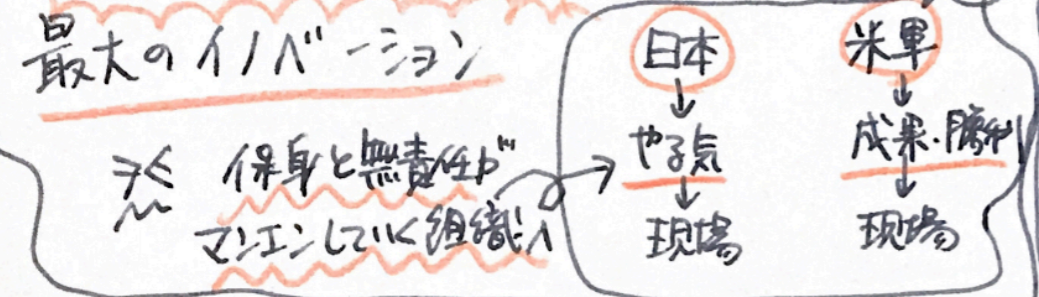 最大のイノベーション
保身と無責任が
マンエンしていく組織へ
日本
↓
やる気
↓
現場
米軍
↓
成果・勝利
↓
現場